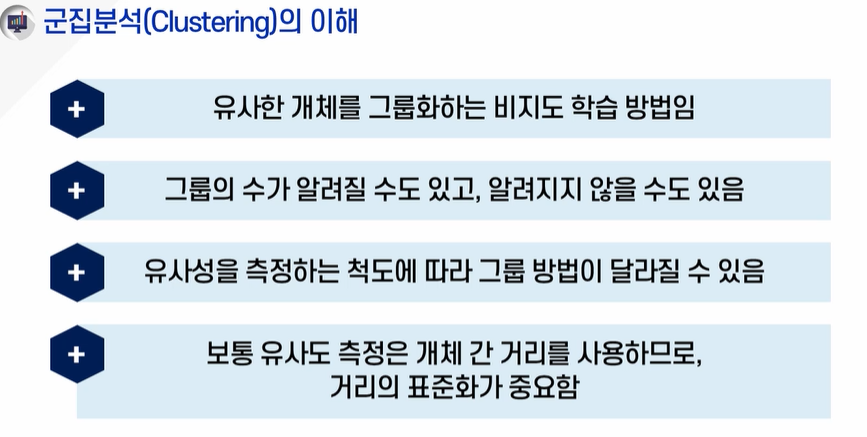 군집분석(Clustering)의 이해
유사한 개체를 그룹화하는 비지도 학습 방법임
그룹의 수가 알려질 수도 있고, 알려지지 않을 수도 있음
유사성을 측정하는 척도에 따라 그룹 방법이 달라질 수 있음
보통 유사도 측정은 개체 간 거리를 사용하므로,
거리의 표준화가 중요함